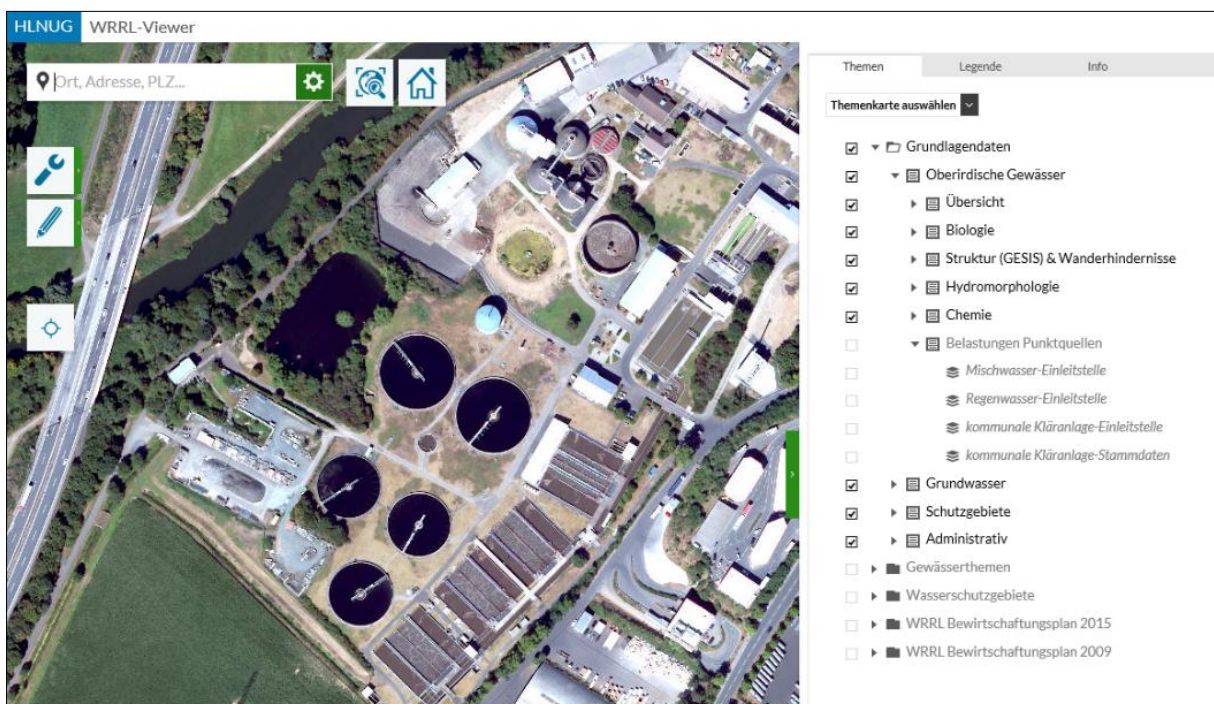 HLNUG WRRL-Viewer
Ort, Adresse, PLZ...
Themen Legende Info
Themenkarte auswählen
Grundlagendaten
Oberirdische Gewässer
Übersicht
Biologie
Struktur (GESIS) & Wanderhindernisse
Hydromorphologie
Chemie
Belastungen Punktquellen
Mischwasser-Einleitstelle
Regenwasser-Einleitstelle
kommunale Kläranlage-Einleitstelle
kommunale Kläranlage-Stammdaten
Grundwasser
Schutzgebiete
Administrativ
Gewässerthemen
Wasserschutzgebiete
WRRL Bewirtschaftungsplan 2015
WRRL Bewirtschaftungsplan 2009